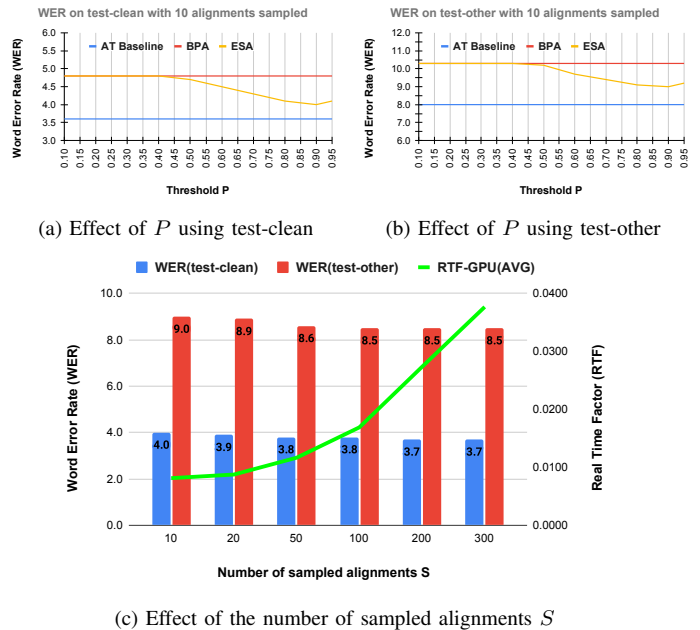 WER on test-clean with 10 alignments sampled
AT Baseline BPA ESA
Word Error Rate (WER)
6.0
5.5
5.0
4.5
4.0
3.5
3.0
0.10 0.15 0.20 0.25 0.30 0.35 0.40 0.45 0.50 0.55 0.60 0.65 0.70 0.75 0.80 0.85 0.90 0.95
Threshold P
(a) Effect of P using test-clean
WER on test-other with 10 alignments sampled
AT Baseline BPA ESA
Word Error Rate (WER)
12.0
11.0
10.0
9.0
8.0
7.0
6.0
0.10 0.15 0.20 0.25 0.30 0.35 0.40 0.45 0.50 0.55 0.60 0.65 0.70 0.75 0.80 0.85 0.90 0.95
Threshold P
(b) Effect of P using test-other
WER(test-clean) WER(test-other) RTF-GPU(AVG)
Word Error Rate (WER)
10.0
8.0
6.0
4.0
2.0
0.0
9.0 8.9 8.6 8.5 8.5 8.5
4.0 3.9 3.8 3.8 3.7 3.7
0.0400
0.0300
0.0200
0.0100
0.0000
Real Time Factor (RTF)
10 20 50 100 200 300
Number of sampled alignments S
(c) Effect of the number of sampled alignments S